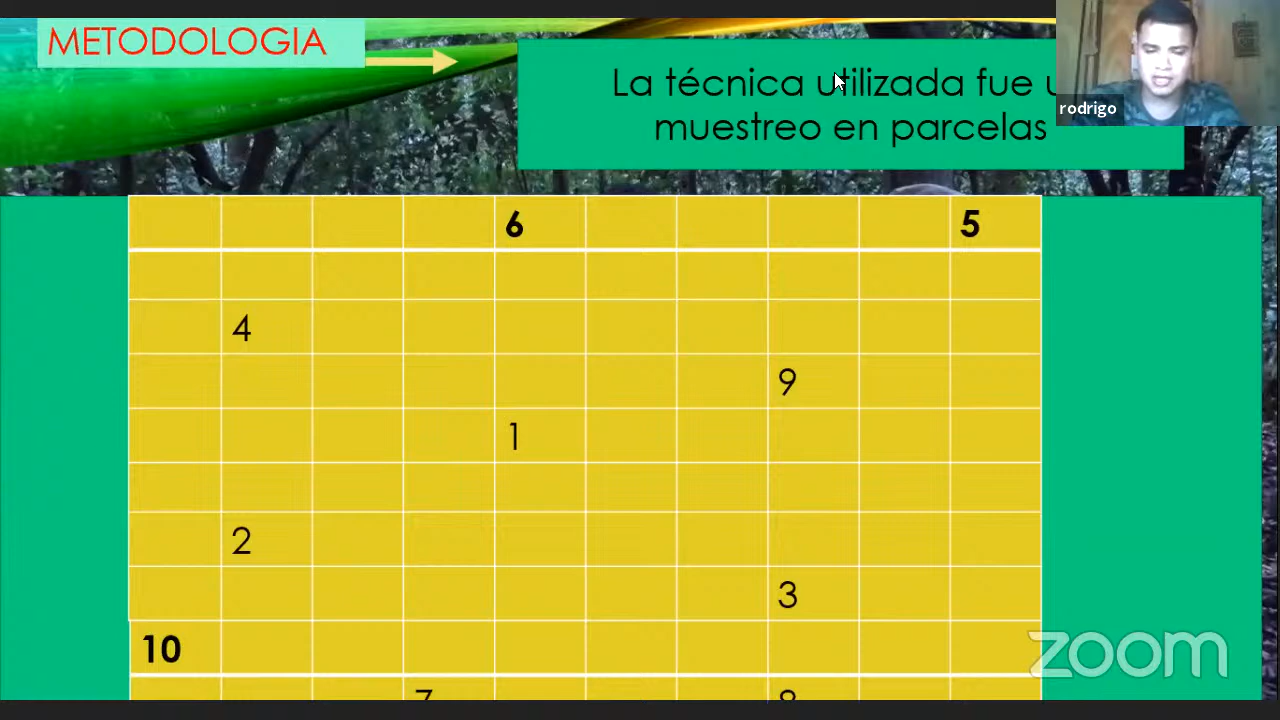 METODOLOGIA
La técnica utilizada fue
muestreo en parcelas
rodrigo
6 5
4
9
1
2
3
10
zoom